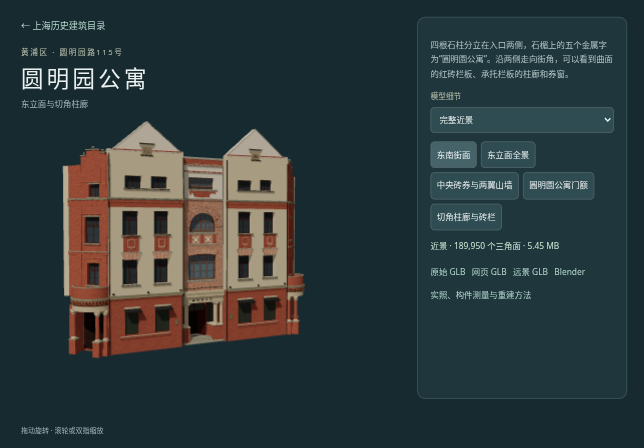 ← 上海历史建筑目录
黄浦区 · 圆明园路115号
圆明园公寓
东立面与切角柱廊
四根石柱分立在入口两侧，石楣上的五个金属字
为“圆明园公寓”。沿两侧走向街角，可以看到曲面
的红砖栏板、承托栏板的柱廊和券窗。
模型细节
完整近景
东南街面 东立面全景
中央砖券与两翼山墙 圆明园公寓门额
切角柱廊与砖栏
近景 · 189,950 个三角面 · 5.45 MB
原始 GLB 网页 GLB 远景 GLB Blender
实照、构件测量与重建方法
拖动旋转 · 滚轮或双指缩放